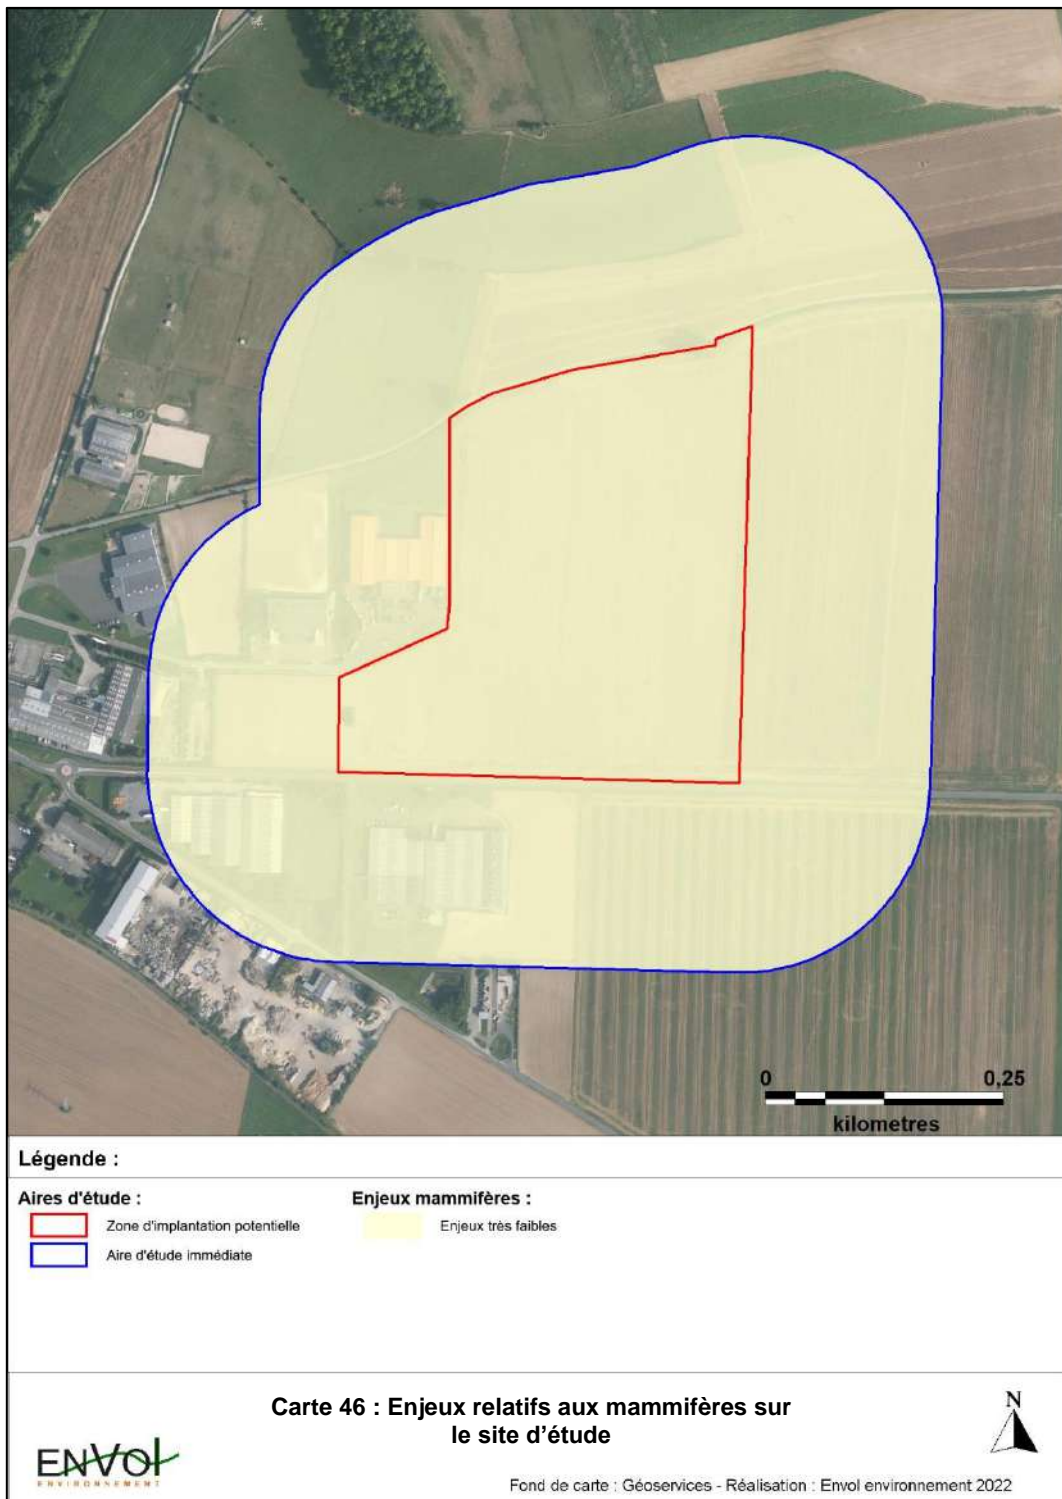 0 0,25
kilometres
Légende :
Aires d'étude :
Zone d'implantation potentielle
Aire d'étude immédiate
Enjeux mammifères :
Enjeux très faibles
Carte 46 : Enjeux relatifs aux mammifères sur
le site d'étude
N
ENVOL
ENVIRONNEMENT
Fond de carte : Géoservices - Réalisation : Envol environnement 2022